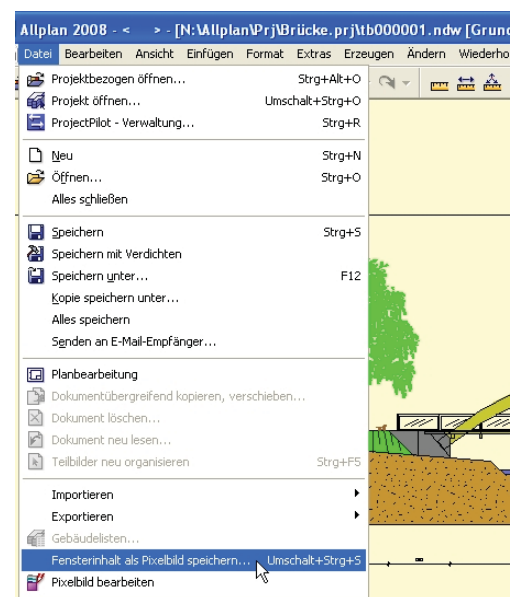 Allplan 2008 - < > - [N:\Allplan\Prj\Brücke.prj\tb000001.ndw [Grund
Datei Bearbeiten Ansicht Einfügen Format Extras Erzeugen Ändern Wiederho
Projektbezogen öffnen... Strg+Alt+O
Projekt öffnen... Umschalt+Strg+O
ProjectPilot - Verwaltung... Strg+R
Neu Strg+N
Öffnen... Strg+O
Alles schließen
Speichern Strg+S
Speichern mit Verdichten
Speichern unter... F12
Kopie speichern unter...
Alles speichern
Senden an E-Mail-Empfänger...
Planbearbeitung
Dokumentübergreifend kopieren, verschieben...
Dokument löschen...
Dokument neu lesen...
Teilbilder neu organisieren Strg+F5
Importieren
Exportieren
Gebäudelisten...
Fensterinhalt als Pixelbild speichern... Umschalt+Strg+S
Pixelbild bearbeiten